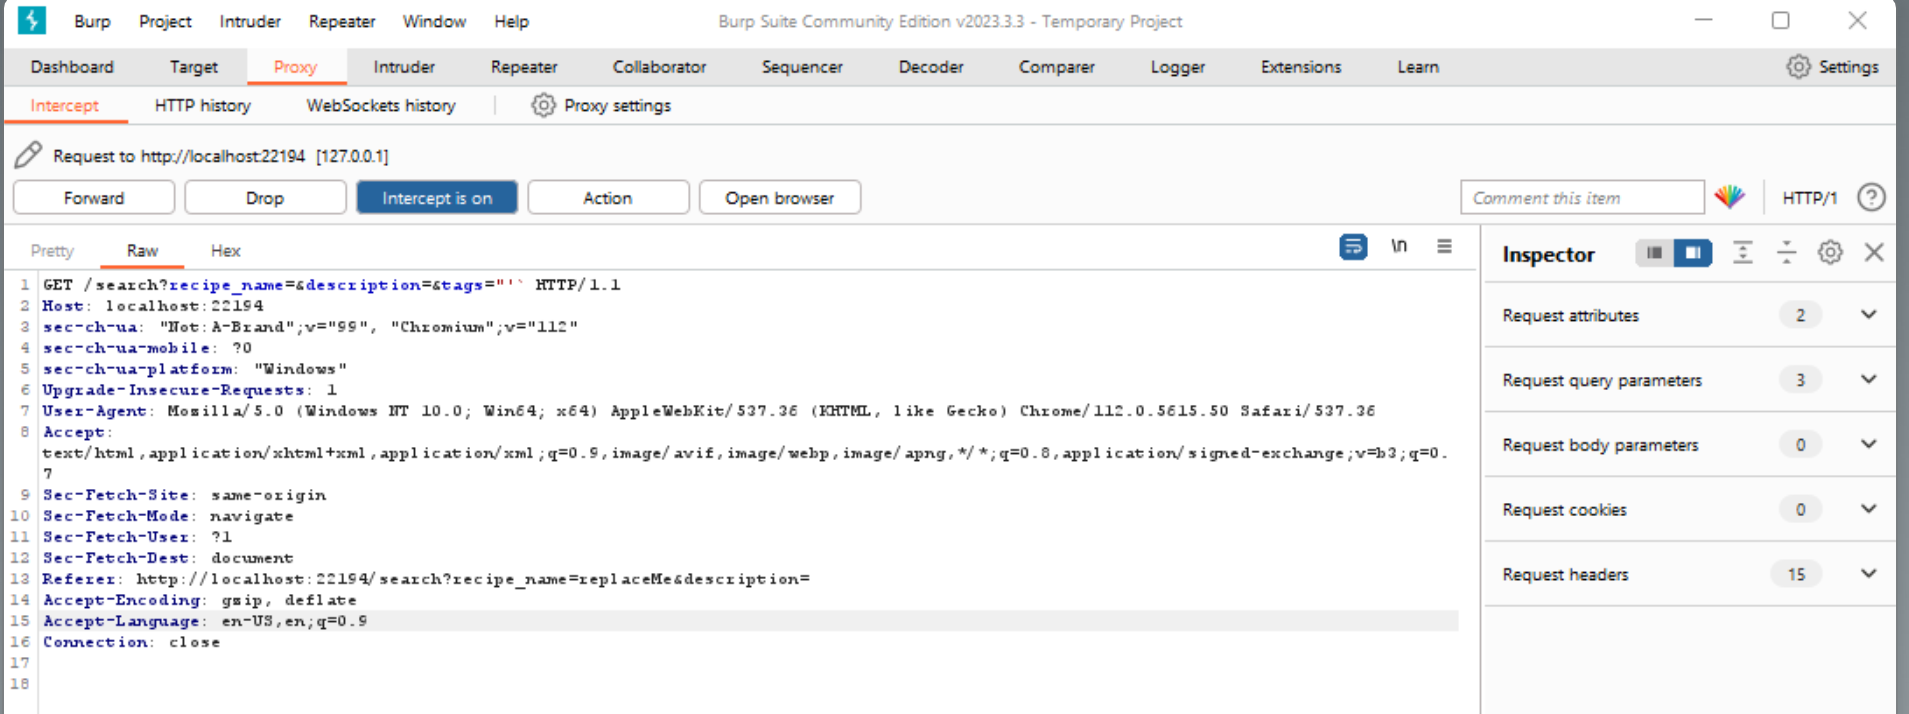 Burp Project Intruder Repeater Window Help Burp Suite Community Edition v2023.3.3 - Temporary Project
Dashboard Target Proxy Intruder Repeater Collaborator Sequencer Decoder Comparer Logger Extensions Learn Settings
Intercept HTTP history WebSockets history Proxy settings
Request to http://localhost:22194 [127.0.0.1]
Forward Drop Intercept is on Action Open browser Comment this item HTTP/1 ?
Pretty Raw Hex \n Inspector
1 GET /search?recipe_name=&description=&tags="'` HTTP/1.1
2 Host: localhost:22194
3 sec-ch-ua: "Not:A-Brand";v="99", "Chromium";v="112"
4 sec-ch-ua-mobile: ?0
5 sec-ch-ua-platform: "Windows"
6 Upgrade-Insecure-Requests: 1
7 User-Agent: Mozilla/5.0 (Windows NT 10.0; Win64; x64) AppleWebKit/537.36 (KHTML, like Gecko) Chrome/112.0.5615.50 Safari/537.36
8 Accept:
text/html,application/xhtml+xml,application/xml;q=0.9,image/avif,image/webp,image/apng,*/*;q=0.8,application/signed-exchange;v=b3;q=0.
7
9 Sec-Fetch-Site: same-origin
10 Sec-Fetch-Mode: navigate
11 Sec-Fetch-User: ?1
12 Sec-Fetch-Dest: document
13 Referer: http://localhost:22194/search?recipe_name=replaceMe&description=
14 Accept-Encoding: gzip, deflate
15 Accept-Language: en-US,en;q=0.9
16 Connection: close
17
18
Request attributes 2
Request query parameters 3
Request body parameters 0
Request cookies 0
Request headers 15